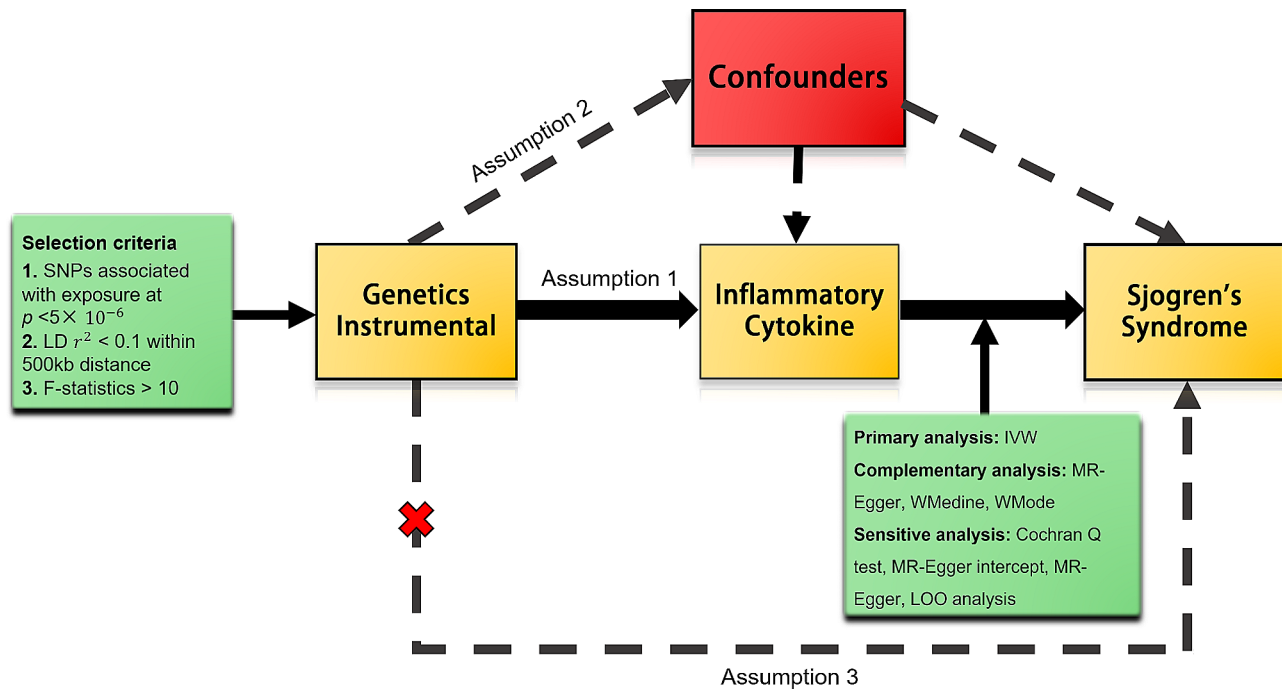 Confounders
Assumption 2
Selection criteria
1. SNPs associated
with exposure at
p <5× 10⁻⁶
2. LD r² < 0.1 within
500kb distance
3. F-statistics > 10
Genetics
Instrumental
Assumption 1
Inflammatory
Cytokine
Sjogren's
Syndrome
Primary analysis: IVW
Complementary analysis: MR-
Egger, WMedine, WMode
Sensitive analysis: Cochran Q
test, MR-Egger intercept, MR-
Egger, LOO analysis
Assumption 3